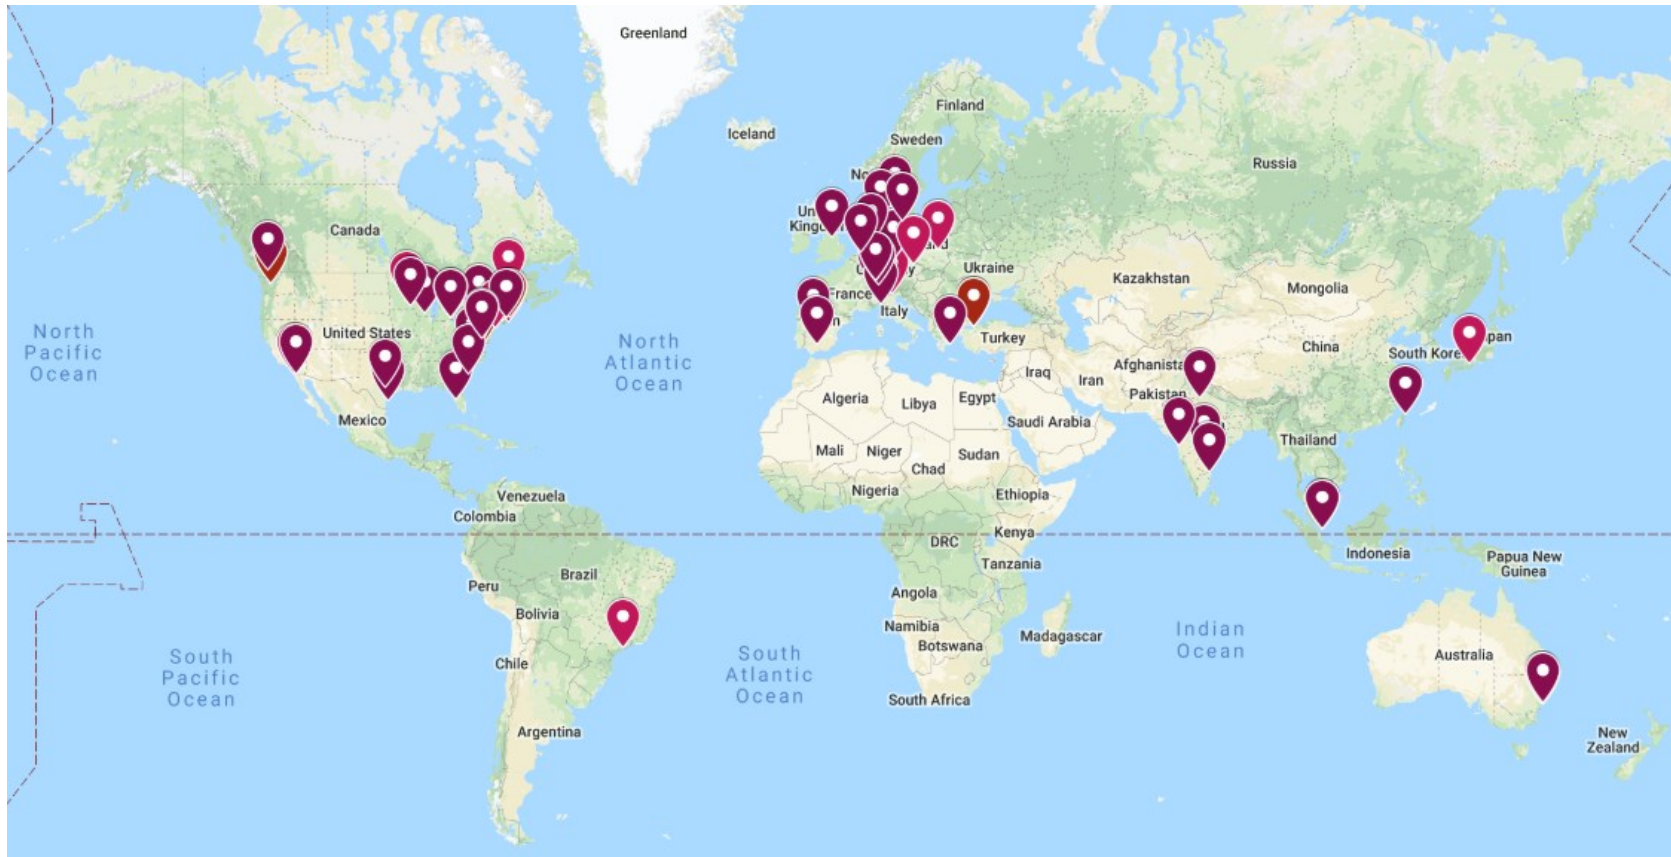 Greenland
Finland
Iceland
Sweden
Russia
Canada
Ukraine
Kazakhstan
Mongolia
France
Italy
North
Pacific
Ocean
United States
North
Atlantic
Ocean
Turkey
China
South
Afghanista
Iraq
Iran
Pakistan
Algeria
Libya
Egypt
Saudi Arabia
Mexico
Thailand
Mali
Niger
Chad
Sudan
Nigeria
Ethiopia
Venezuela
Colombia
Kenya
DRC
Indonesia
Papua New
Guinea
Tanzania
Brazil
Peru
Angola
Bolivia
Namibia
Botswana
Madagascar
Indian
Ocean
South
Pacific
Ocean
South
Atlantic
Ocean
Australia
Chile
South Africa
Argentina
New
Zealand